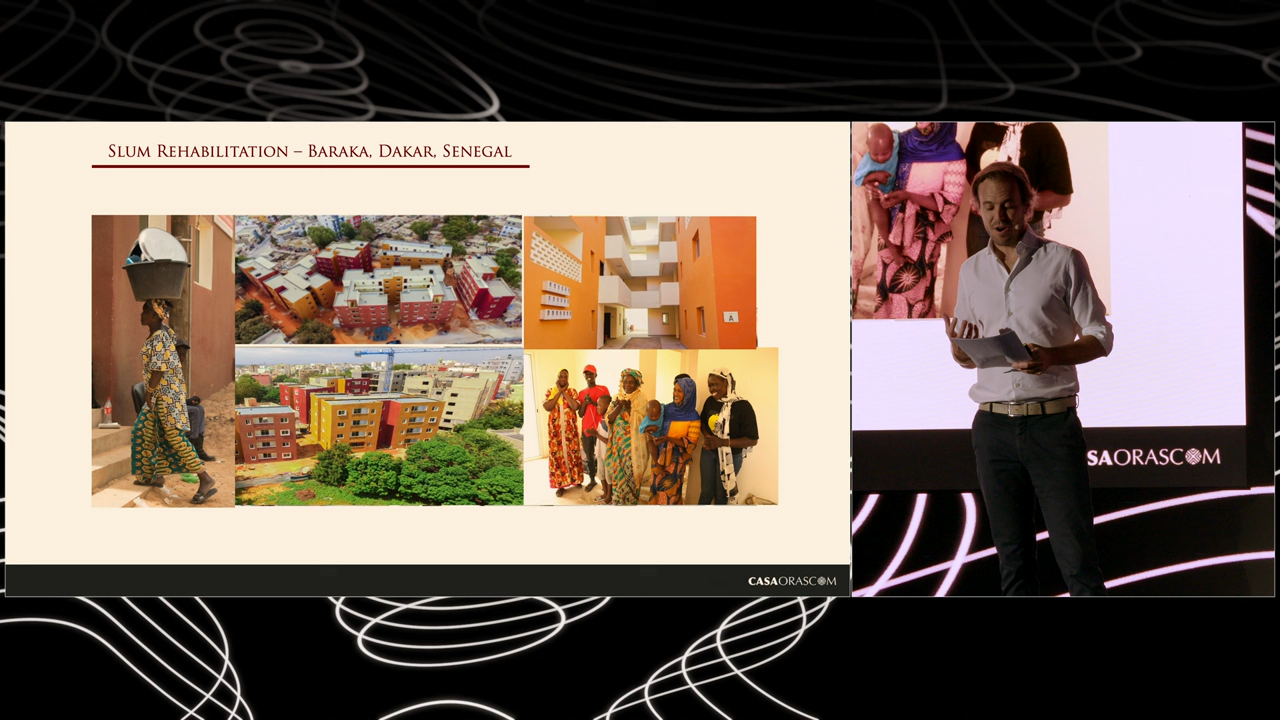 SLUM REHABILITATION – BARAKA, DAKAR, SENEGAL
A
CASAORASCOM
SAORASCOM